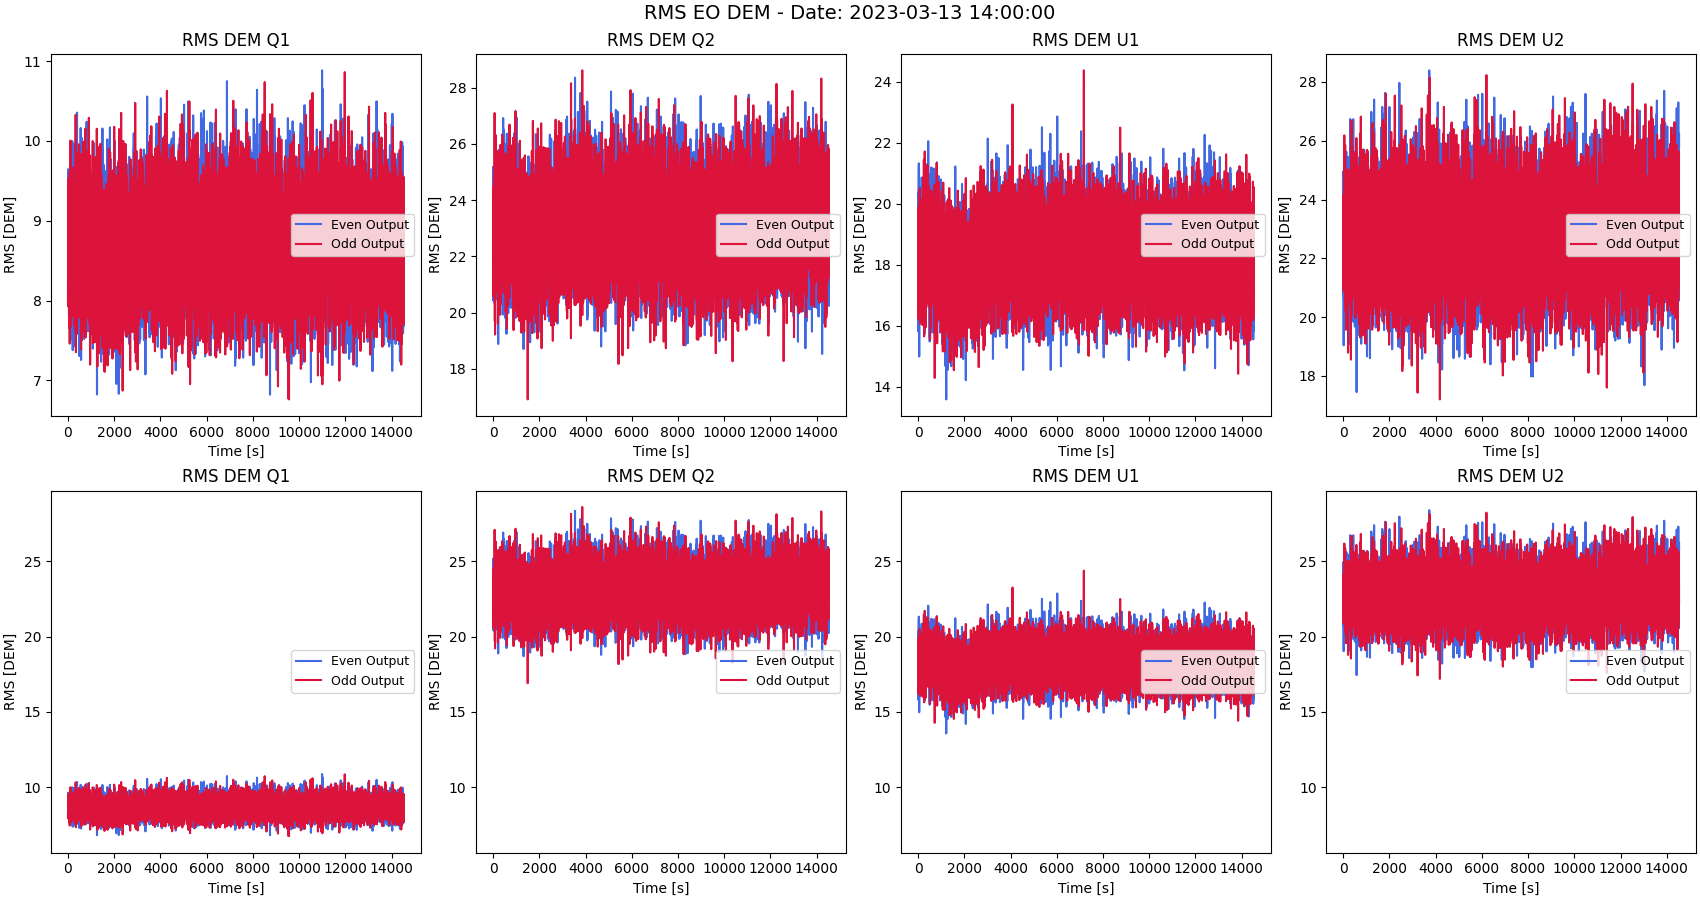 RMS EO DEM - Date: 2023-03-13 14:00:00
RMS DEM Q1
RMS [DEM]
11
10
9
8
7
Even Output
Odd Output
0 2000 4000 6000 8000 10000 12000 14000
Time [s]
RMS DEM Q2
RMS [DEM]
28
26
24
22
20
18
Even Output
Odd Output
0 2000 4000 6000 8000 10000 12000 14000
Time [s]
RMS DEM U1
RMS [DEM]
24
22
20
18
16
14
Even Output
Odd Output
0 2000 4000 6000 8000 10000 12000 14000
Time [s]
RMS DEM U2
RMS [DEM]
28
26
24
22
20
18
Even Output
Odd Output
0 2000 4000 6000 8000 10000 12000 14000
Time [s]
RMS DEM Q1
RMS [DEM]
25
20
15
10
Even Output
Odd Output
0 2000 4000 6000 8000 10000 12000 14000
Time [s]
RMS DEM Q2
RMS [DEM]
25
20
15
10
Even Output
Odd Output
0 2000 4000 6000 8000 10000 12000 14000
Time [s]
RMS DEM U1
RMS [DEM]
25
20
15
10
Even Output
Odd Output
0 2000 4000 6000 8000 10000 12000 14000
Time [s]
RMS DEM U2
RMS [DEM]
25
20
15
10
Even Output
Odd Output
0 2000 4000 6000 8000 10000 12000 14000
Time [s]